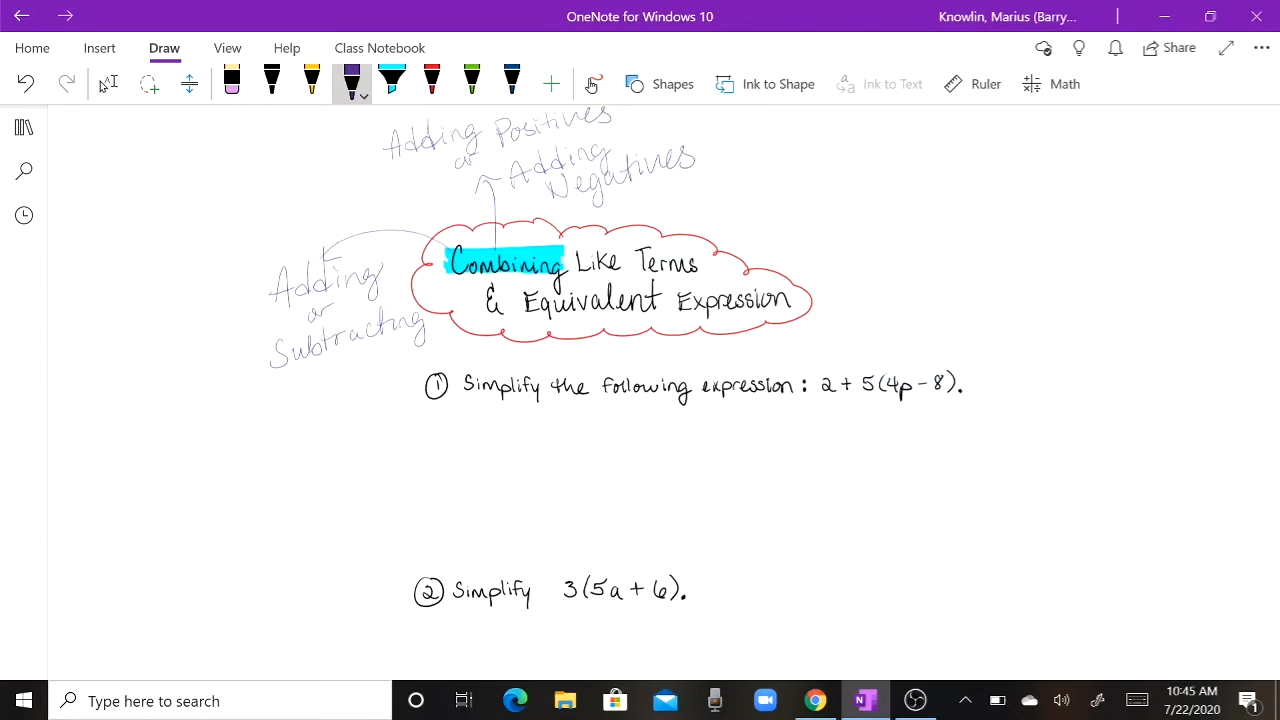 OneNote for Windows 10
Knowlin, Marius (Barry...
Home Insert Draw View Help Class Notebook
Share
Shapes Ink to Shape Ink to Text Ruler Math
Adding Positives
or
Adding
Negatives
Combining Like Terms
& Equivalent Expression
Adding
or
Subtracting
① Simplify the following expression: 2 + 5(4p - 8).
② Simplify 3(5a + 6).
Type here to search
10:45 AM
7/22/2020
1